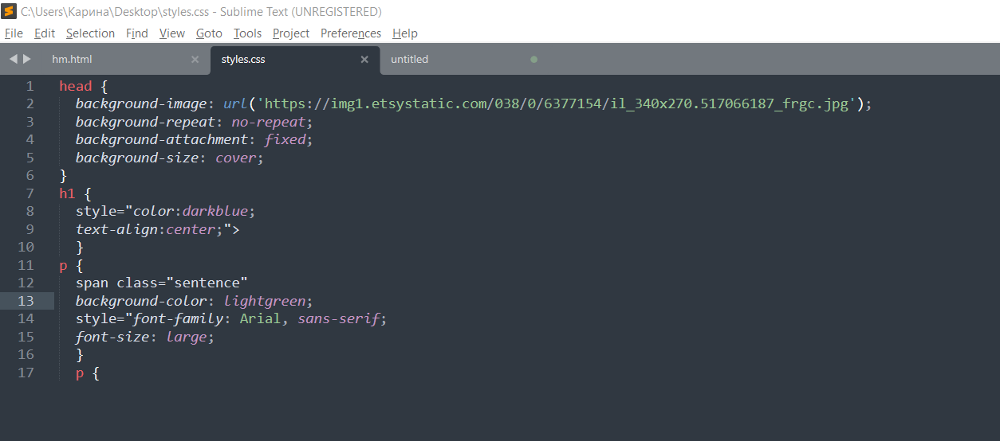 C:\Users\Карина\Desktop\styles.css - Sublime Text (UNREGISTERED)
File Edit Selection Find View Goto Tools Project Preferences Help
hm.html styles.css untitled
1 head {
2 background-image: url('https://img1.etsystatic.com/038/0/6377154/il_340x270.517066187_frgc.jpg');
3 background-repeat: no-repeat;
4 background-attachment: fixed;
5 background-size: cover;
6 }
7 h1 {
8 style="color:darkblue;
9 text-align:center;">
10 }
11 p {
12 span class="sentence"
13 background-color: lightgreen;
14 style="font-family: Arial, sans-serif;
15 font-size: large;
16 }
17 p {